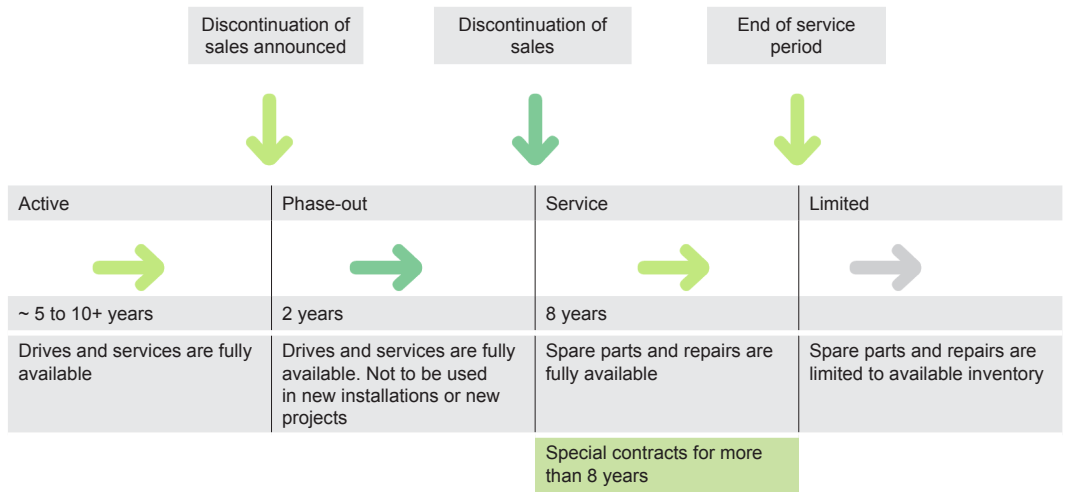 Discontinuation of
sales announced
Discontinuation of
sales
End of service
period
Active
Phase-out
Service
Limited
~ 5 to 10+ years
2 years
8 years
Drives and services are fully
available
Drives and services are fully
available. Not to be used
in new installations or new
projects
Spare parts and repairs are
fully available
Spare parts and repairs are
limited to available inventory
Special contracts for more
than 8 years